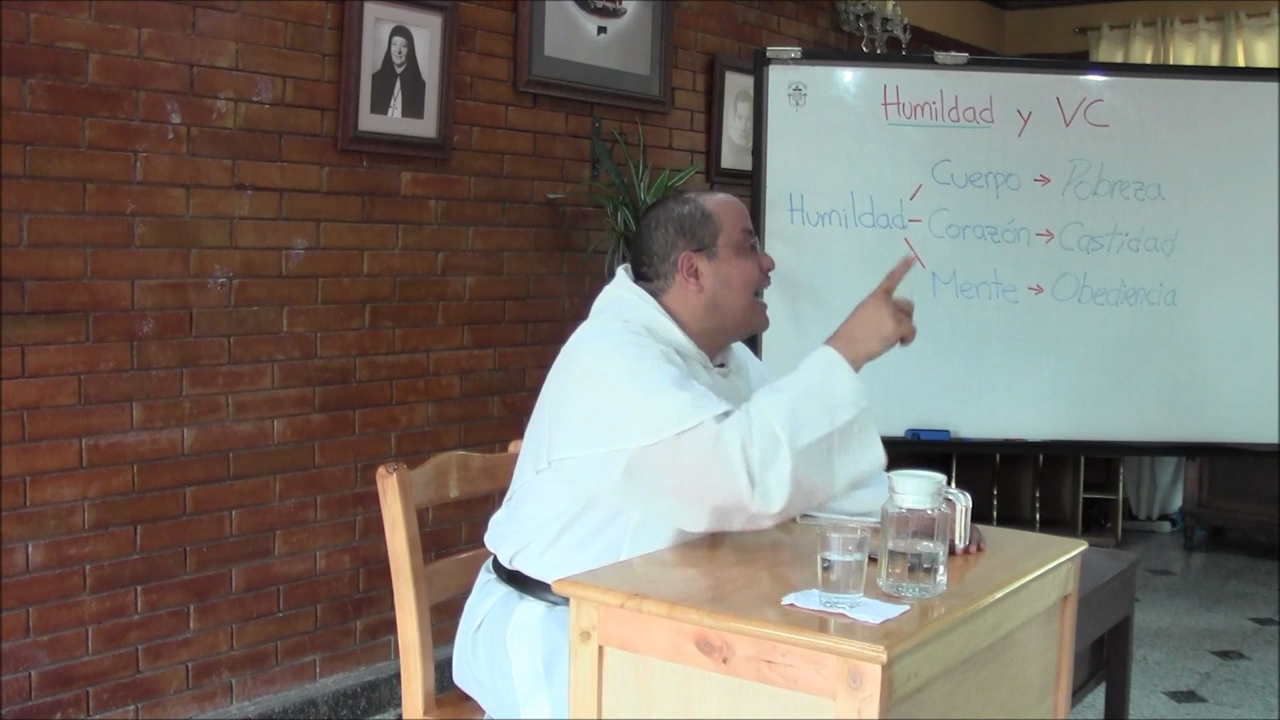 Humildad y VC
Cuerpo → Pobreza
Humildad - Corazón → Castidad
Mente → Obediencia